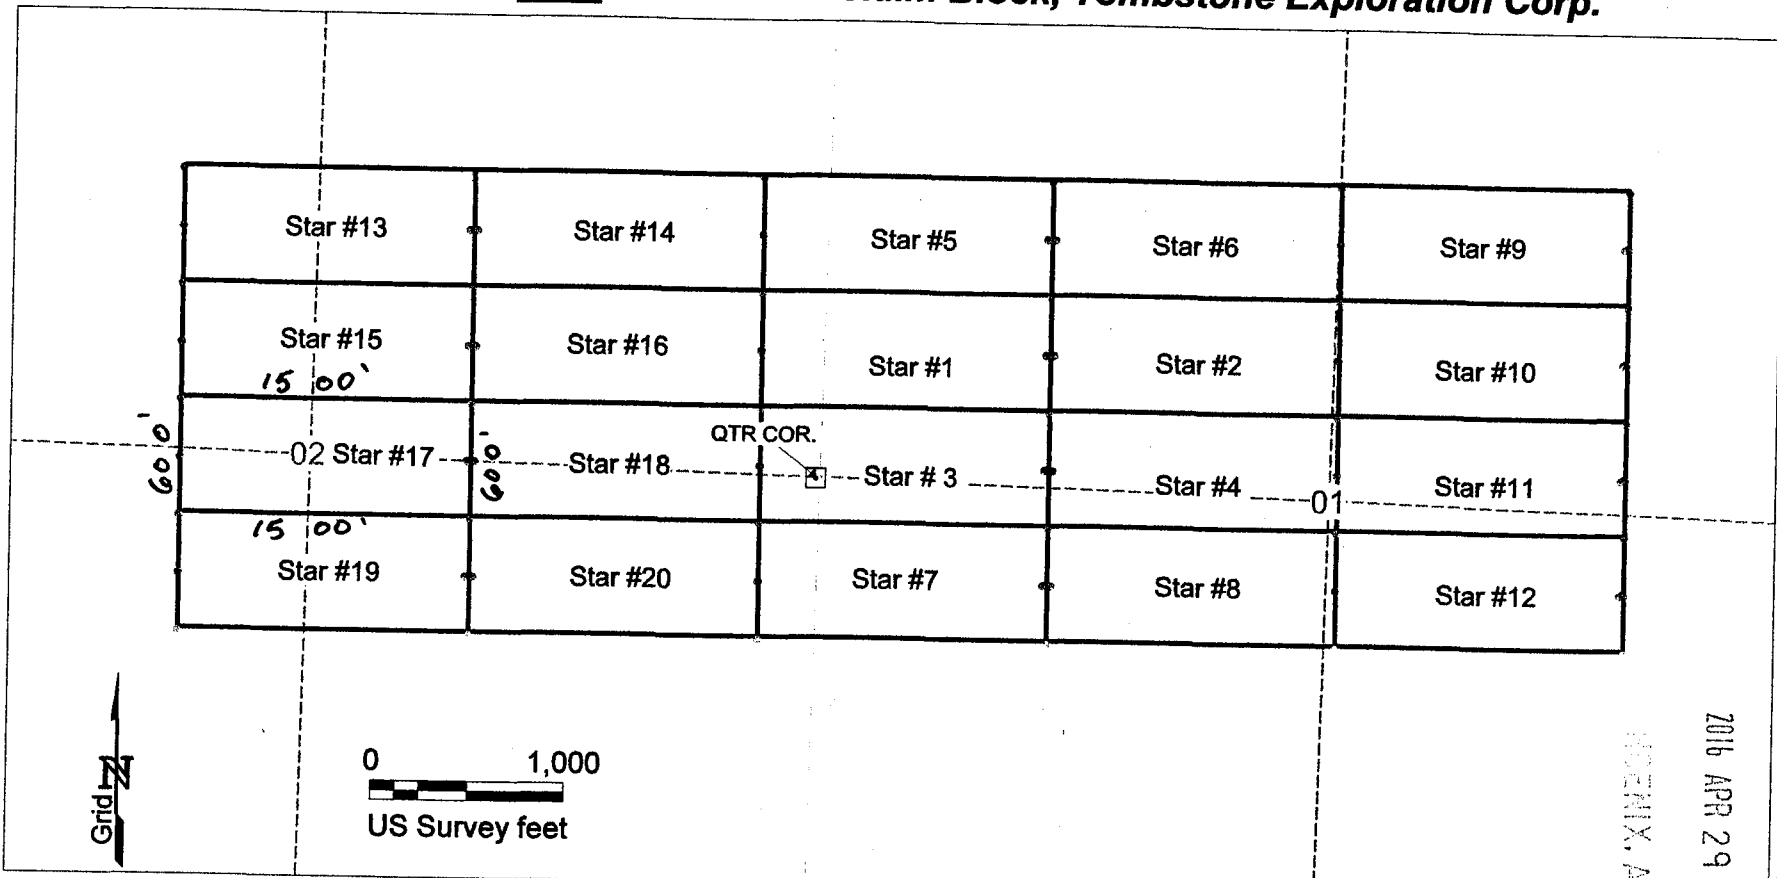 Block, Tombstone Exploration Corp.
Star #13 Star #14 Star #5 Star #6 Star #9
Star #15 Star #16 Star #1 Star #2 Star #10
15 00'
600' 02 Star #17 600' Star #18 QTR COR. Star # 3 Star #4 01 Star #11
15 00'
Star #19 Star #20 Star #7 Star #8 Star #12
Grid N
0 1,000
US Survey feet
2016 APR 29